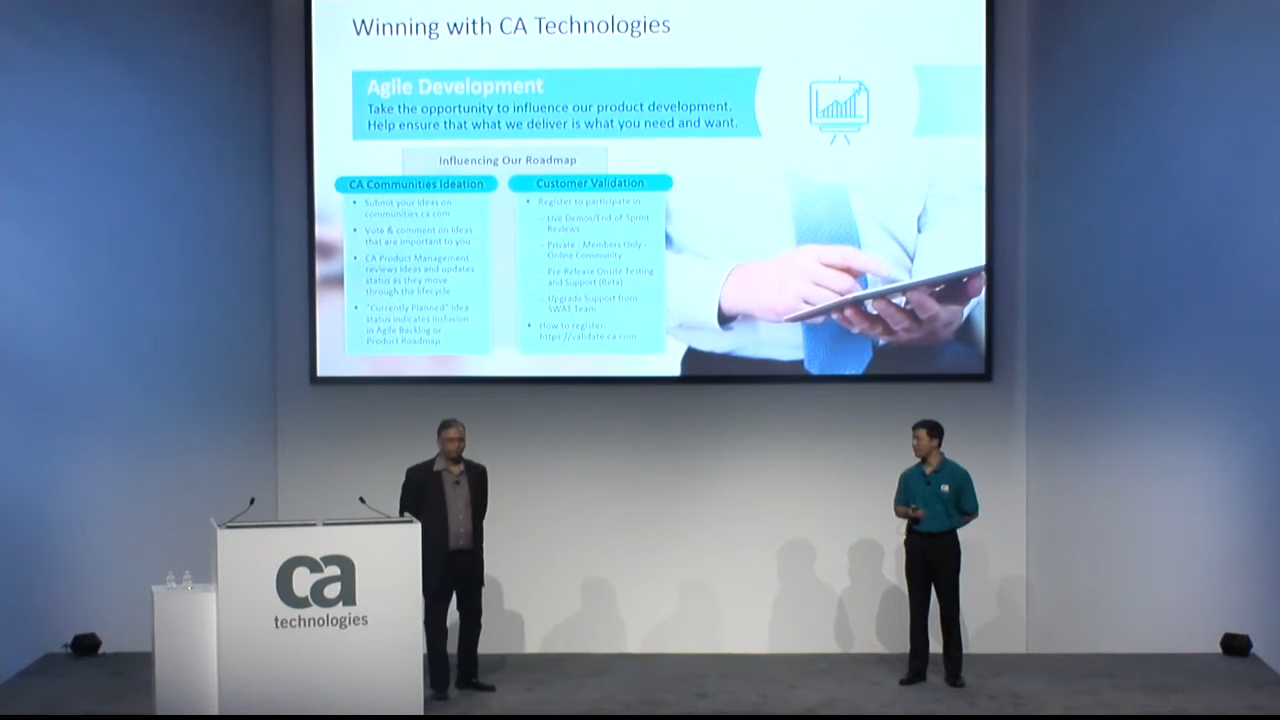 Winning with CA Technologies
Agile Development
Take the opportunity to influence our product development.
Help ensure that what we deliver is what you need and want.
Influencing Our Roadmap
CA Communities Ideation
• Submit your ideas on
communities.ca.com
• Vote & comment on ideas
that are important to you
• CA Product Management
reviews ideas and updates
status as they move
through the lifecycle
• "Currently Planned" idea
status indicates inclusion
in Agile Backlog or
Product Roadmap
Customer Validation
• Register to participate in
– Live Demos/End of Sprint
Reviews
– Private - Members Only -
Online Community
– Pre Release Onsite Testing
and Support (Beta)
– Upgrade Support from
SWAT Team
• How to register:
https://validate.ca.com
ca
ca
technologies